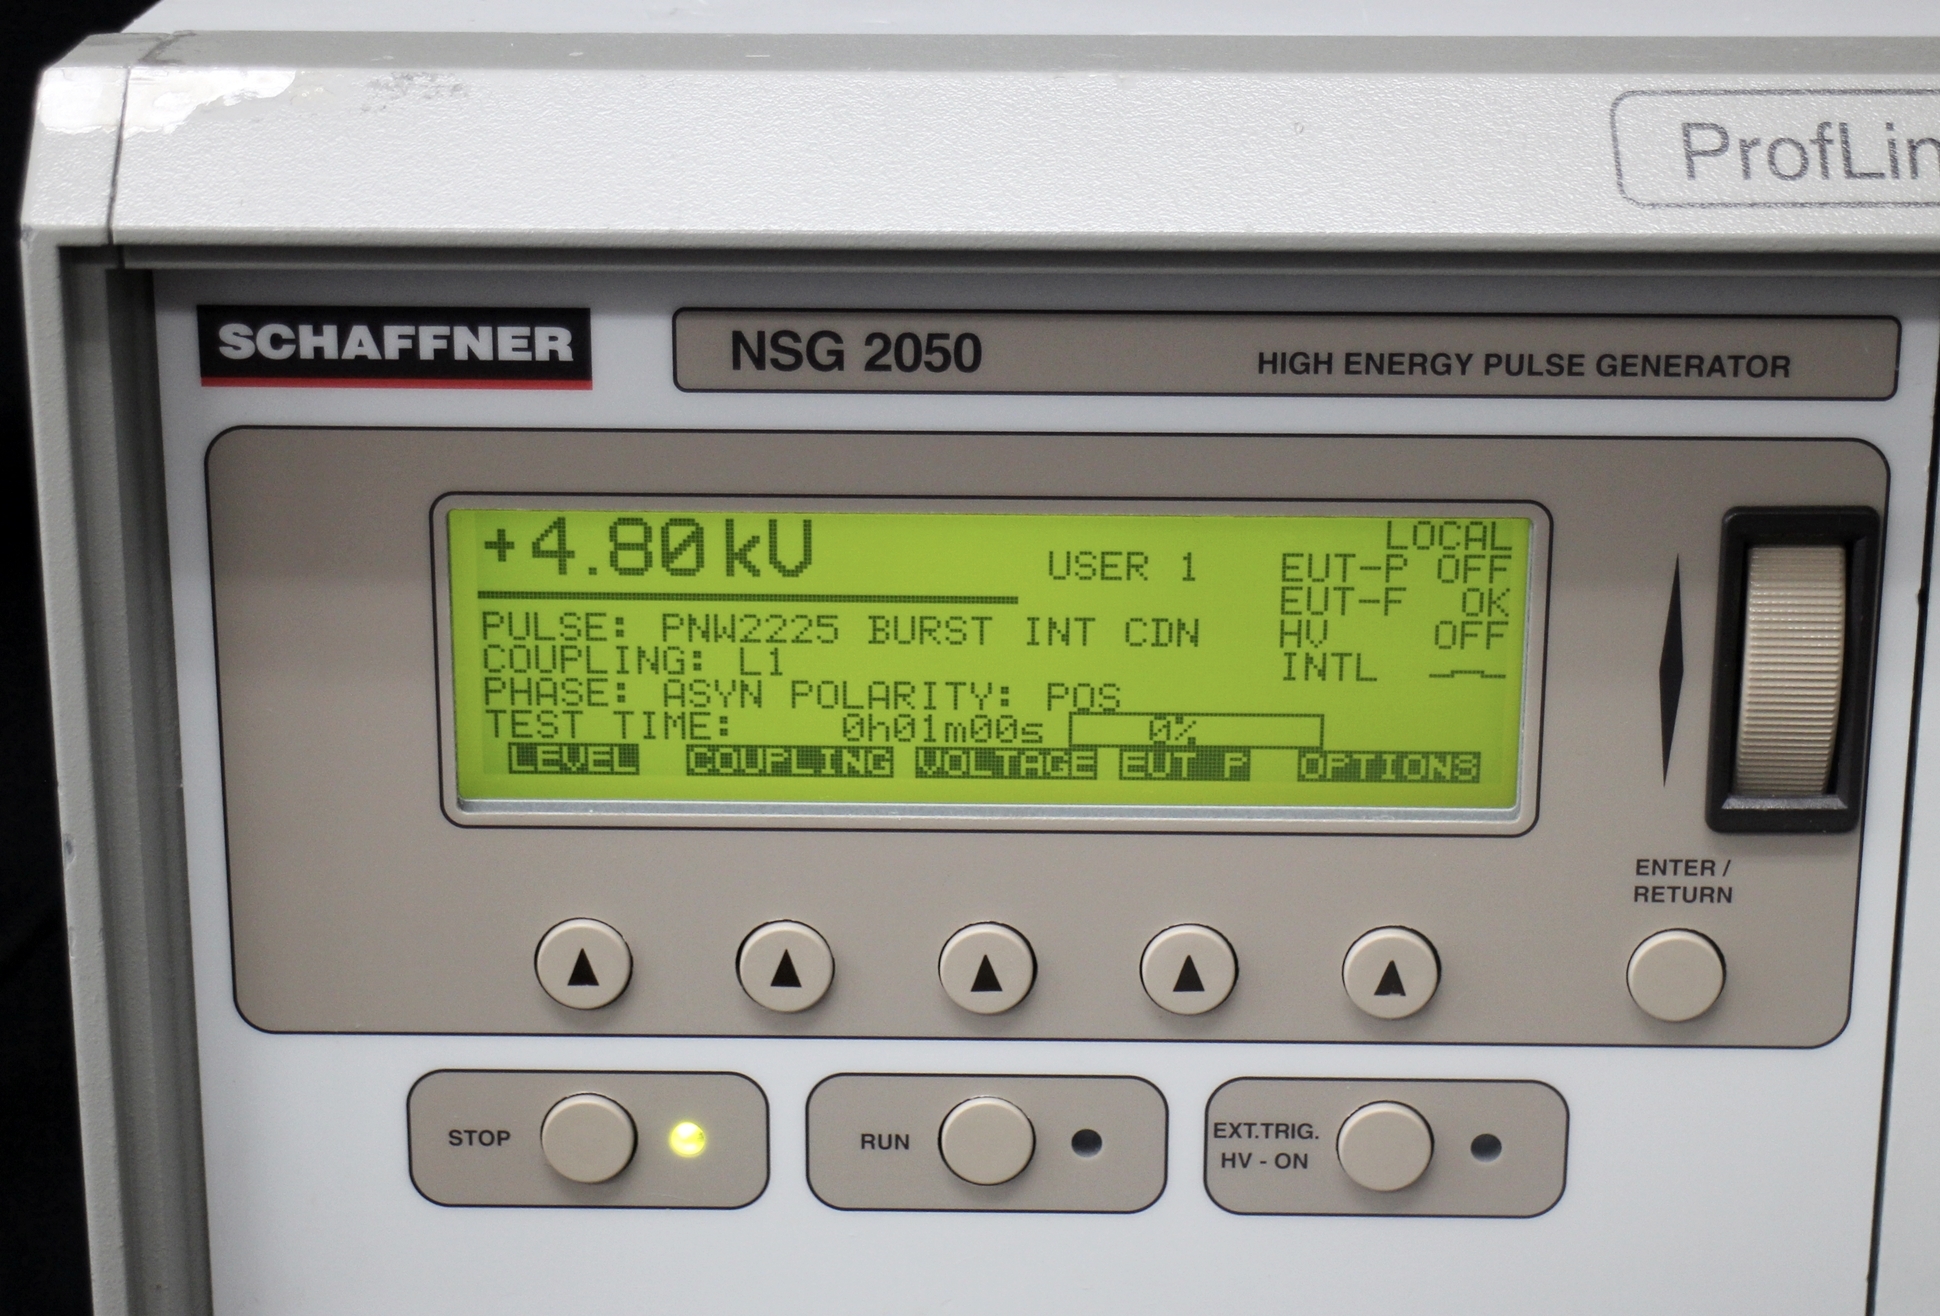 ProfLin
SCHAFFNER
NSG 2050 HIGH ENERGY PULSE GENERATOR
+4.80kV
USER 1
LOCAL
EUT-P OFF
EUT-F OK
HV OFF
INTL
PULSE: PNW2225 BURST INT CDN
COUPLING: L1
PHASE: ASYN POLARITY: POS
TEST TIME: 0h01m00s 0%
LEVEL COUPLING VOLTAGE EUT P OPTIONS
ENTER /
RETURN
STOP
RUN
EXT.TRIG.
HV - ON